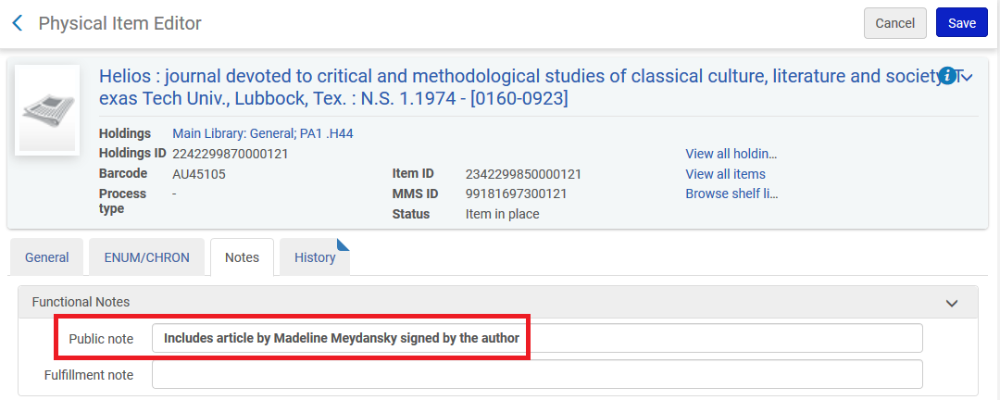 Physical Item Editor
Cancel
Save
Helios : journal devoted to critical and methodological studies of classical culture, literature and society, T
exas Tech Univ., Lubbock, Tex. : N.S. 1.1974 - [0160-0923]
Holdings Main Library: General; PA1 .H44
Holdings ID 2242299870000121 View all holdin...
Barcode AU45105 Item ID 2342299850000121 View all items
Process - MMS ID 99181697300121 Browse shelf li...
type
Status Item in place
General ENUM/CHRON Notes History
Functional Notes
Public note Includes article by Madeline Meydansky signed by the author
Fulfillment note